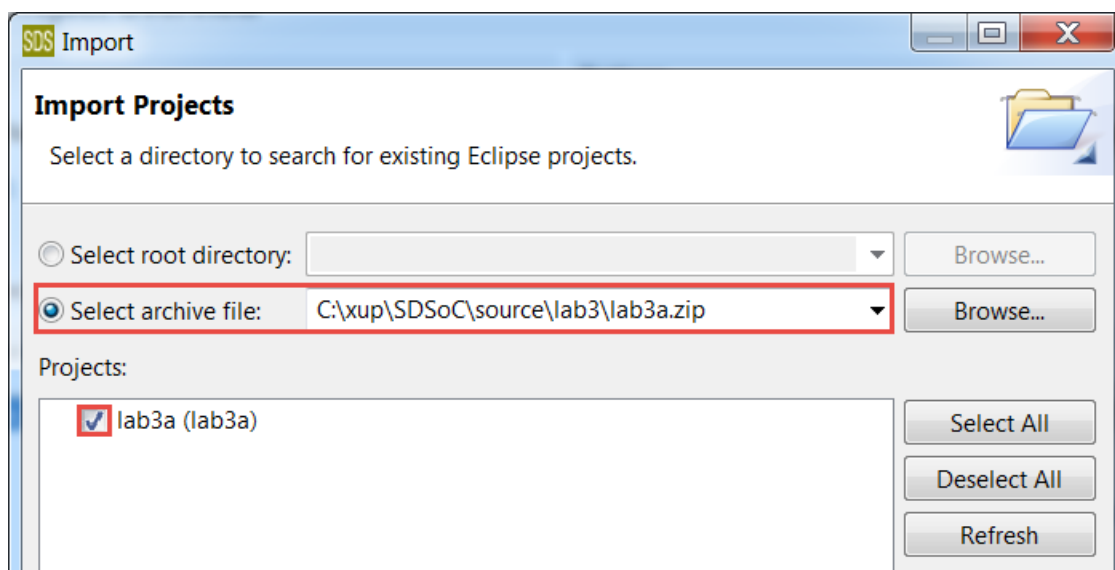 SDS Import
Import Projects
Select a directory to search for existing Eclipse projects.
Select root directory: Browse...
Select archive file: C:\xup\SDSoC\source\lab3\lab3a.zip Browse...
Projects:
lab3a (lab3a)
Select All
Deselect All
Refresh